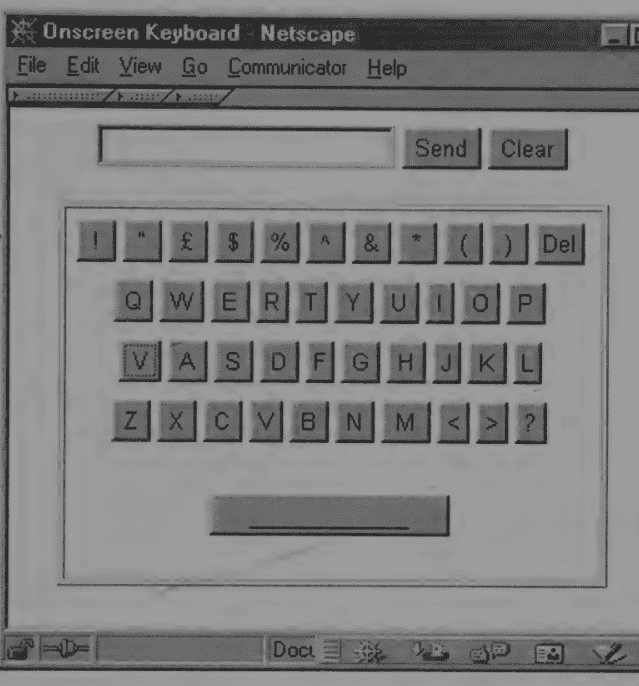 Onscreen Keyboard - Netscape
File Edit View Go Communicator Help
Send Clear
! " £ $ % ^ & * ( ) Del
Q W E R T Y U I O P
V A S D F G H J K L
Z X C V B N M < > ?
Docu